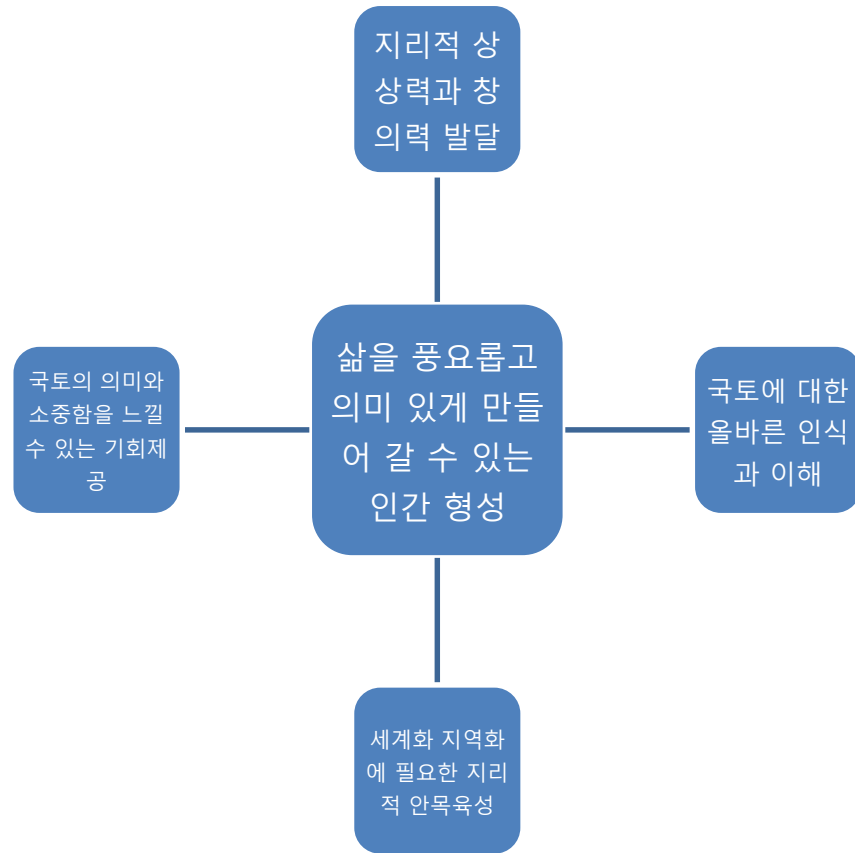 지리적 상
상력과 창
의력 발달
국토의 의미와
소중함을 느낄
수 있는 기회제
공
삶을 풍요롭고
의미 있게 만들
어 갈 수 있는
인간 형성
국토에 대한
올바른 인식
과 이해
세계화 지역화
에 필요한 지리
적 안목육성